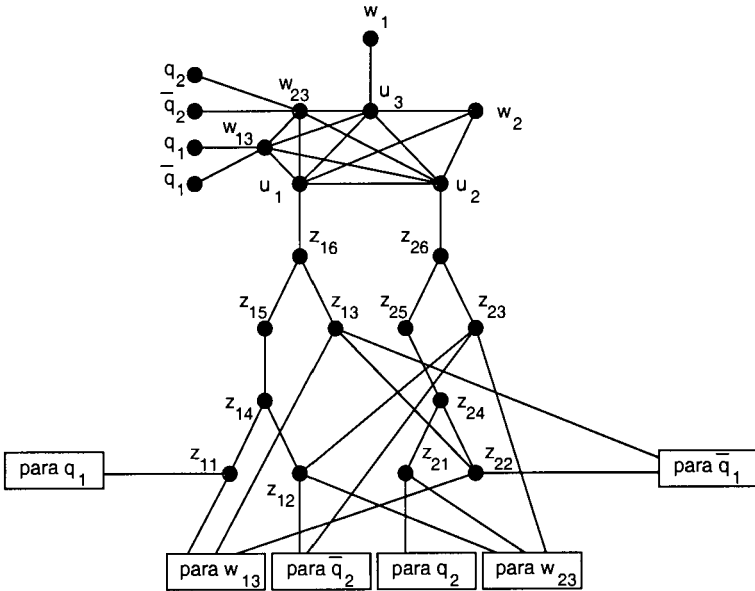 w₁
q₂
w₂₃
u₃
q̅₂
w₂
w₁₃
q₁
q̅₁
u₁
u₂
z₁₆
z₂₆
z₁₅
z₁₃
z₂₅
z₂₃
z₁₄
z₂₄
para q₁
z₁₁
z₁₂
z₂₁
z₂₂
para q̅₁
para w₁₃
para q̅₂
para q₂
para w₂₃